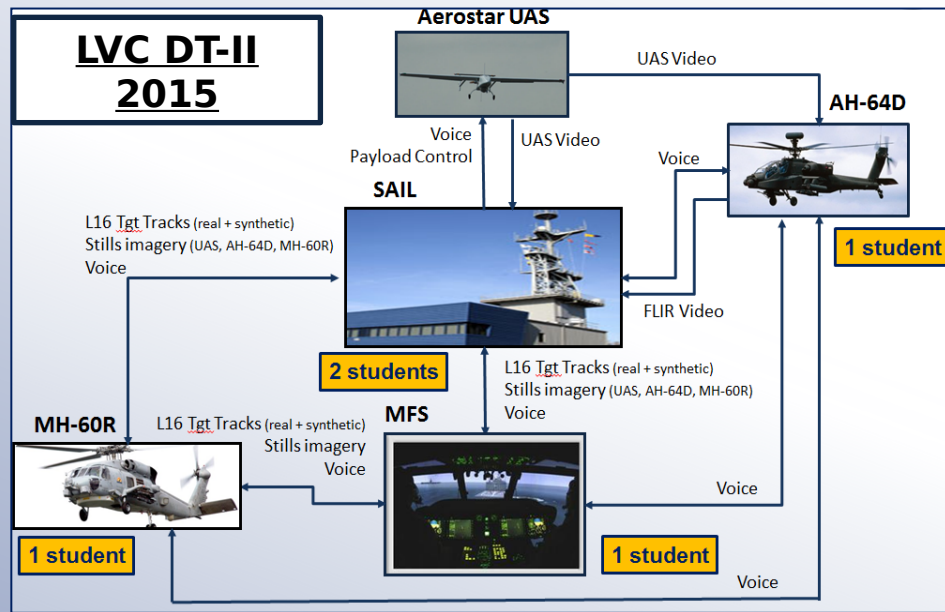 LVC DT-II
2015
Aerostar UAS
UAS Video
AH-64D
Voice
Payload Control
UAS Video
Voice
SAIL
L16 Tgt Tracks (real + synthetic)
Stills imagery (UAS, AH-64D, MH-60R)
Voice
1 student
FLIR Video
2 students
L16 Tgt Tracks (real + synthetic)
Stills imagery (UAS, AH-64D, MH-60R)
Voice
MFS
MH-60R
L16 Tgt Tracks (real + synthetic)
Stills imagery
Voice
Voice
1 student
1 student
Voice